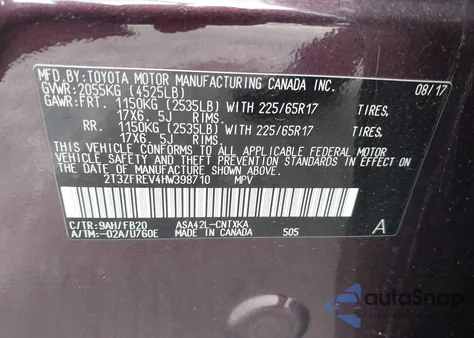 MFD.BY:TOYOTA MOTOR MANUFACTURING CANADA INC. 08/17
GVWR:2055KG (4525LB)
GAWR:FRT. 1150KG (2535LB) WITH 225/65R17 TIRES,
17X6. 5J RIMS.
RR. 1150KG (2535LB) WITH 225/65R17 TIRES,
17X6. 5J RIMS.
THIS VEHICLE CONFORMS TO ALL APPLICABLE FEDERAL MOTOR
VEHICLE SAFETY AND THEFT PREVENTION STANDARDS IN EFFECT
ON THE DATE OF MANUFACTURE SHOWN ABOVE.
2T3ZFREV4HW398710 MPV
C/TR:9AH/FB20 ASA42L-CNTXKA
A/TM:-02A/U760E MADE IN CANADA 505 A
autoSnap